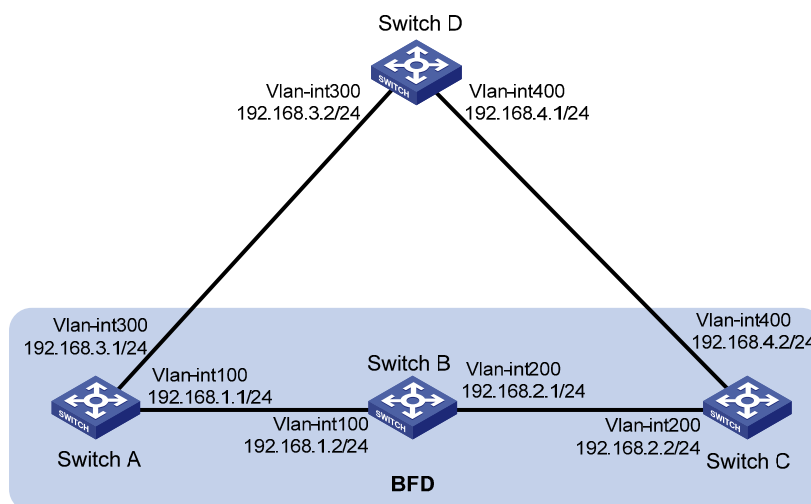 Switch D
SWITCH
Vlan-int300
192.168.3.2/24
Vlan-int400
192.168.4.1/24
Vlan-int300
192.168.3.1/24
Vlan-int400
192.168.4.2/24
Vlan-int100
192.168.1.1/24
Switch B
Vlan-int200
192.168.2.1/24
SWITCH
SWITCH
SWITCH
Vlan-int100
192.168.1.2/24
Vlan-int200
192.168.2.2/24
Switch A
Switch C
BFD